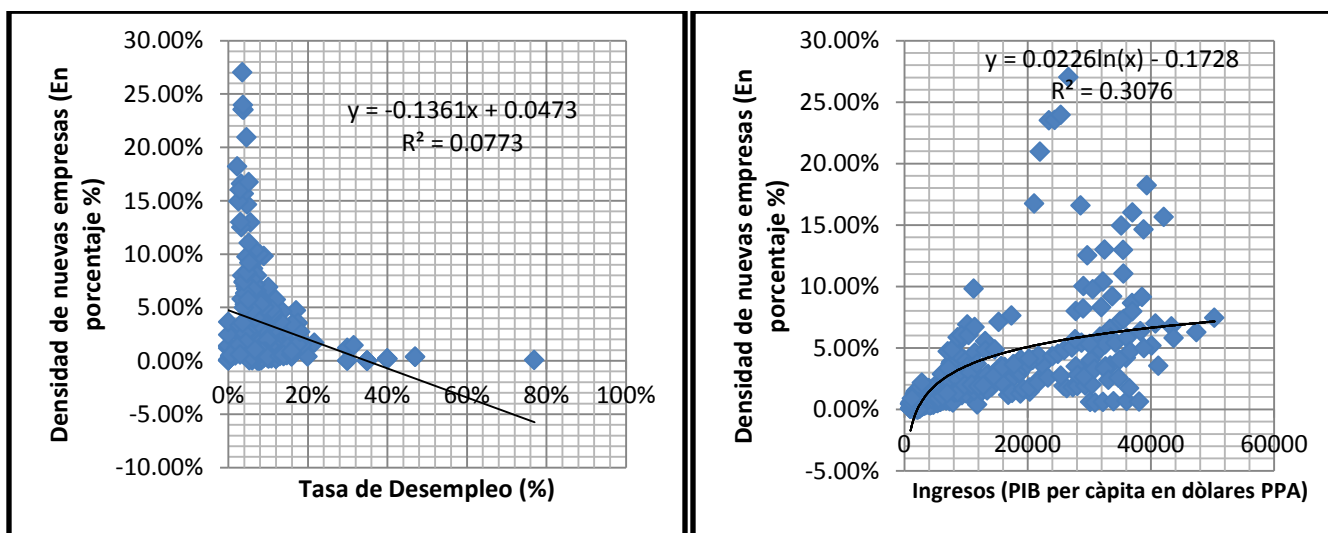 Densidad de nuevas empresas (En
porcentaje %)
30.00%
25.00%
20.00%
15.00%
10.00%
5.00%
0.00%
-5.00%
-10.00%
y = -0.1361x + 0.0473
R² = 0.0773
0%
20%
40%
60%
80%
100%
Tasa de Desempleo (%)
Densidad de nuevas empresas (En
porcentaje %)
30.00%
25.00%
20.00%
15.00%
10.00%
5.00%
0.00%
-5.00%
y = 0.0226ln(x) - 0.1728
R² = 0.3076
0
20000
40000
60000
Ingresos (PIB per càpita en dòlares PPA)